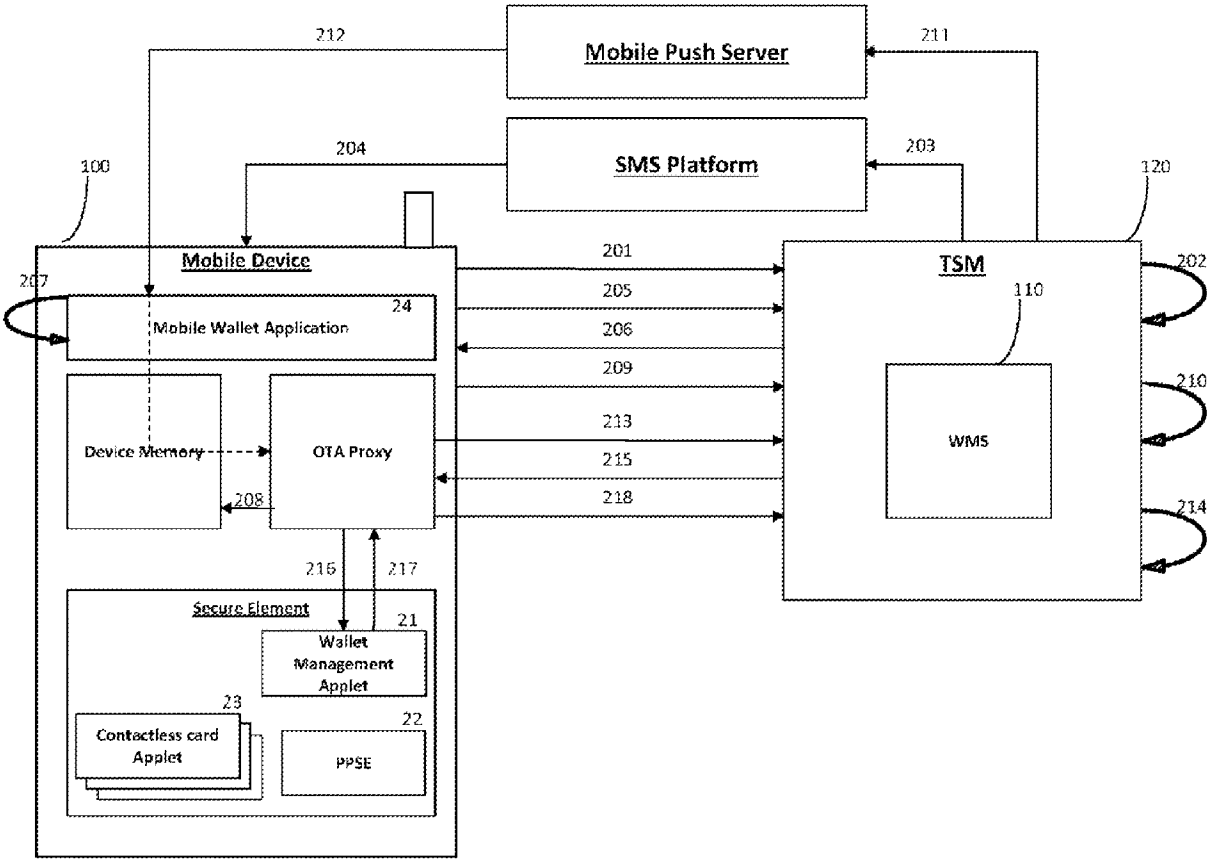 212
Mobile Push Server
211
204
SMS Platform
203
100
120
Mobile Device
201
TSM
202
207
24
Mobile Wallet Application
205
110
206
209
210
Device Memory
OTA Proxy
213
WMS
215
208
218
214
216
217
Secure Element
21
Wallet
Management
Applet
23
Contactless card
Applet
22
PPSE